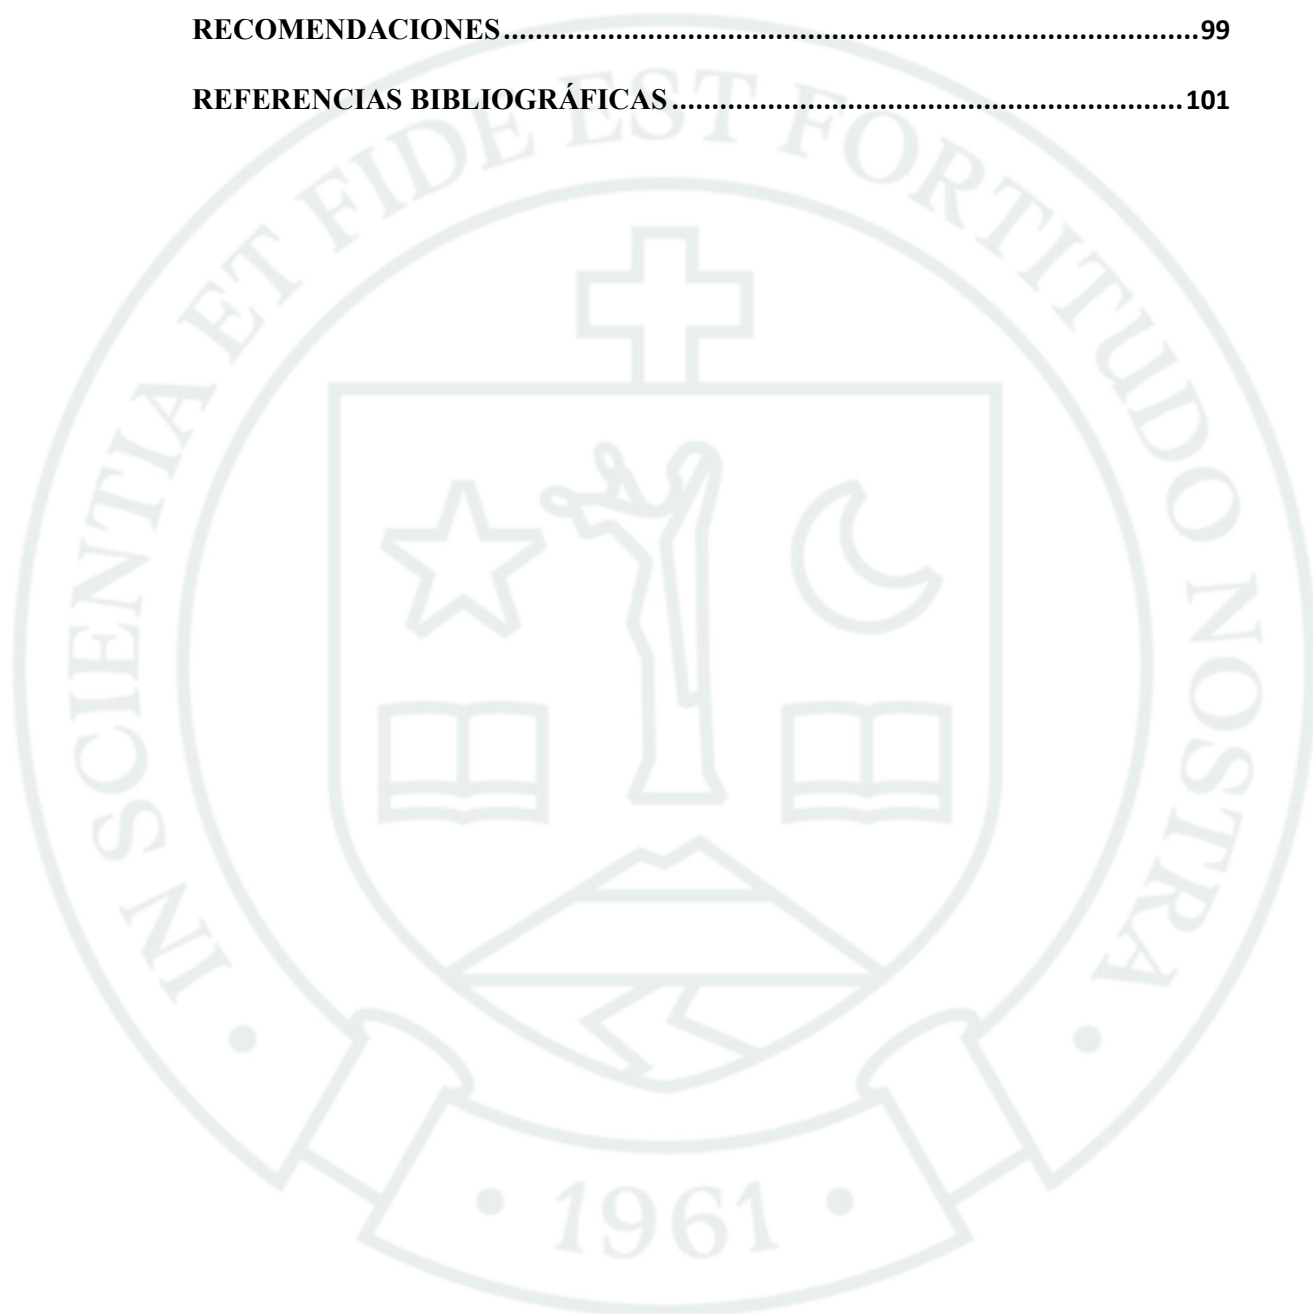 RECOMENDACIONES........................................................................................99
REFERENCIAS BIBLIOGRÁFICAS.................................................................101
IN SCIENTIA ET FIDE EST FORTITUDO NOSTRA
• 1961 •